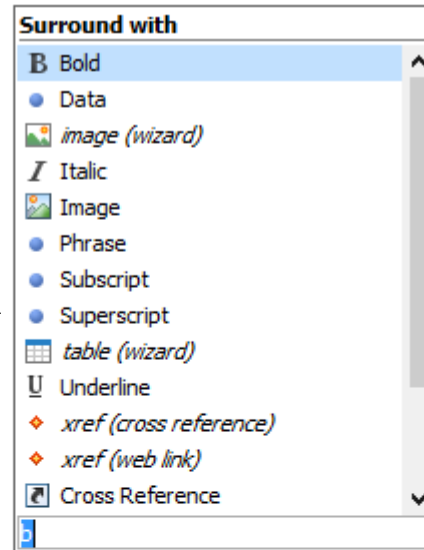 Surround with
B Bold
Data
image (wizard)
I Italic
Image
Phrase
Subscript
Superscript
table (wizard)
U Underline
xref (cross reference)
xref (web link)
Cross Reference
b